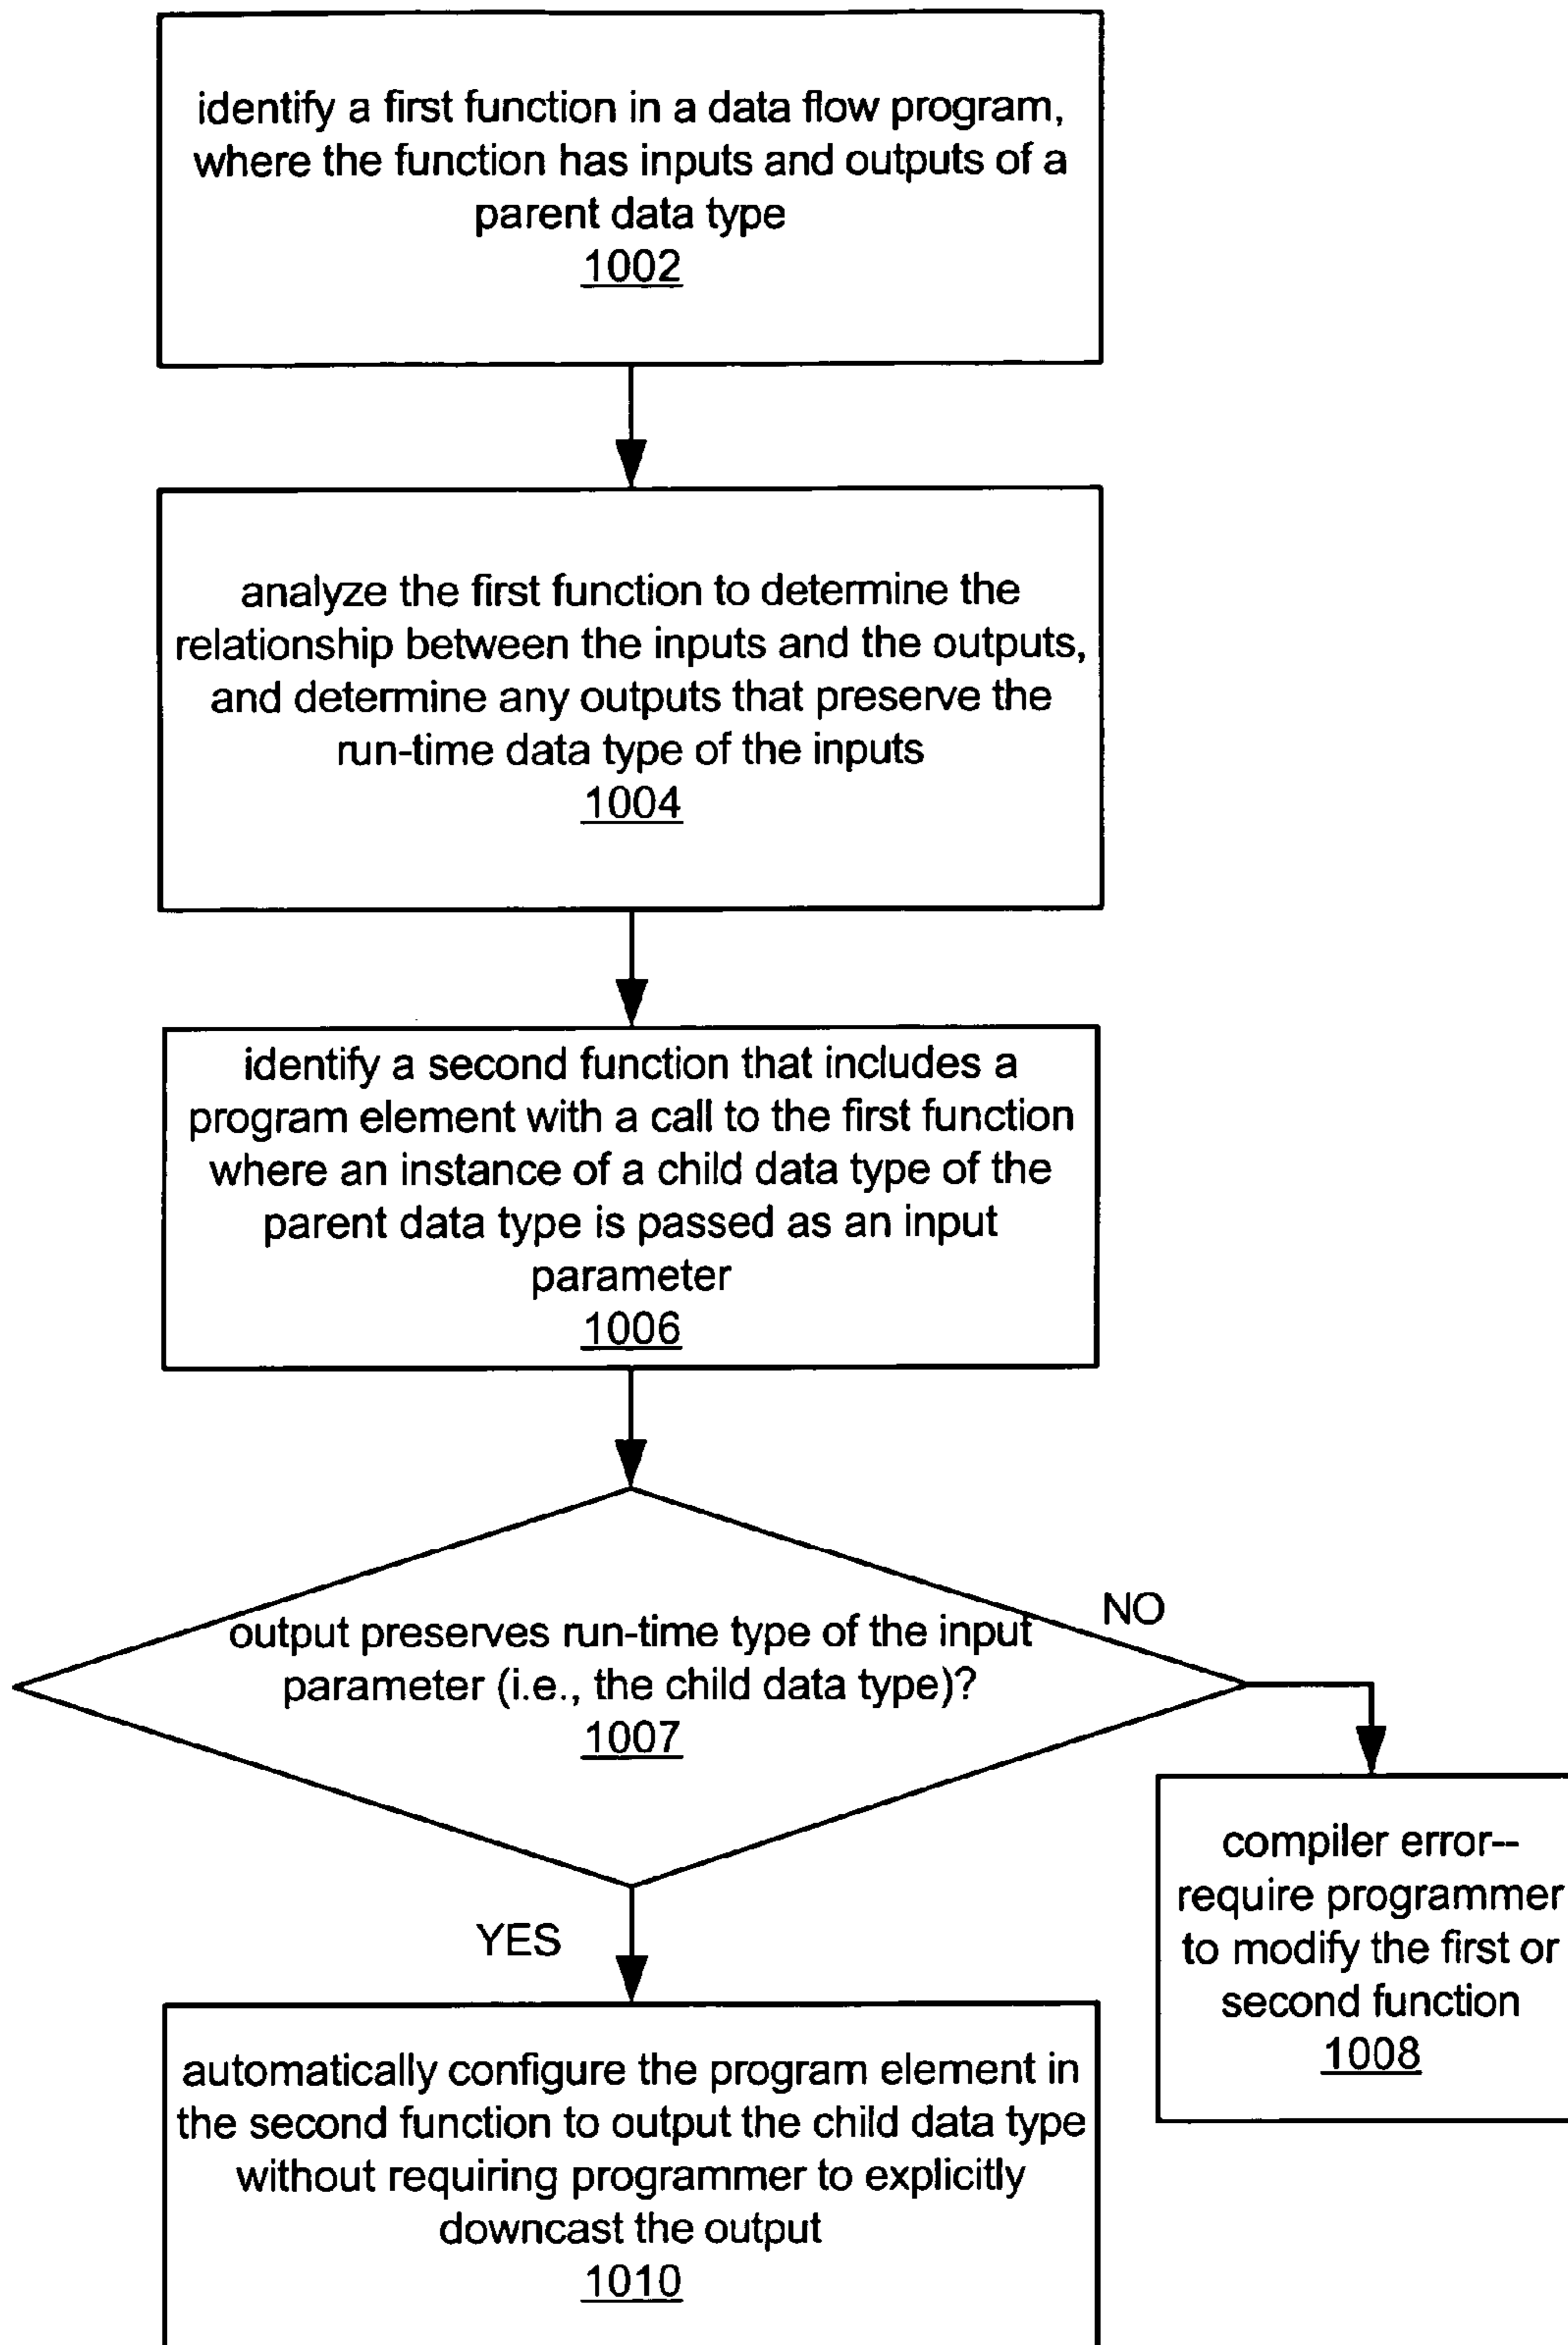 identify a first function in a data flow program,
where the function has inputs and outputs of a
parent data type
1002
analyze the first function to determine the
relationship between the inputs and the outputs,
and determine any outputs that preserve the
run-time data type of the inputs
1004
identify a second function that includes a
program element with a call to the first function
where an instance of a child data type of the
parent data type is passed as an input
parameter
1006
output preserves run-time type of the input
parameter (i.e., the child data type)?
1007
NO
compiler error--
require programmer
to modify the first or
second function
1008
YES
automatically configure the program element in
the second function to output the child data type
without requiring programmer to explicitly
downcast the output
1010